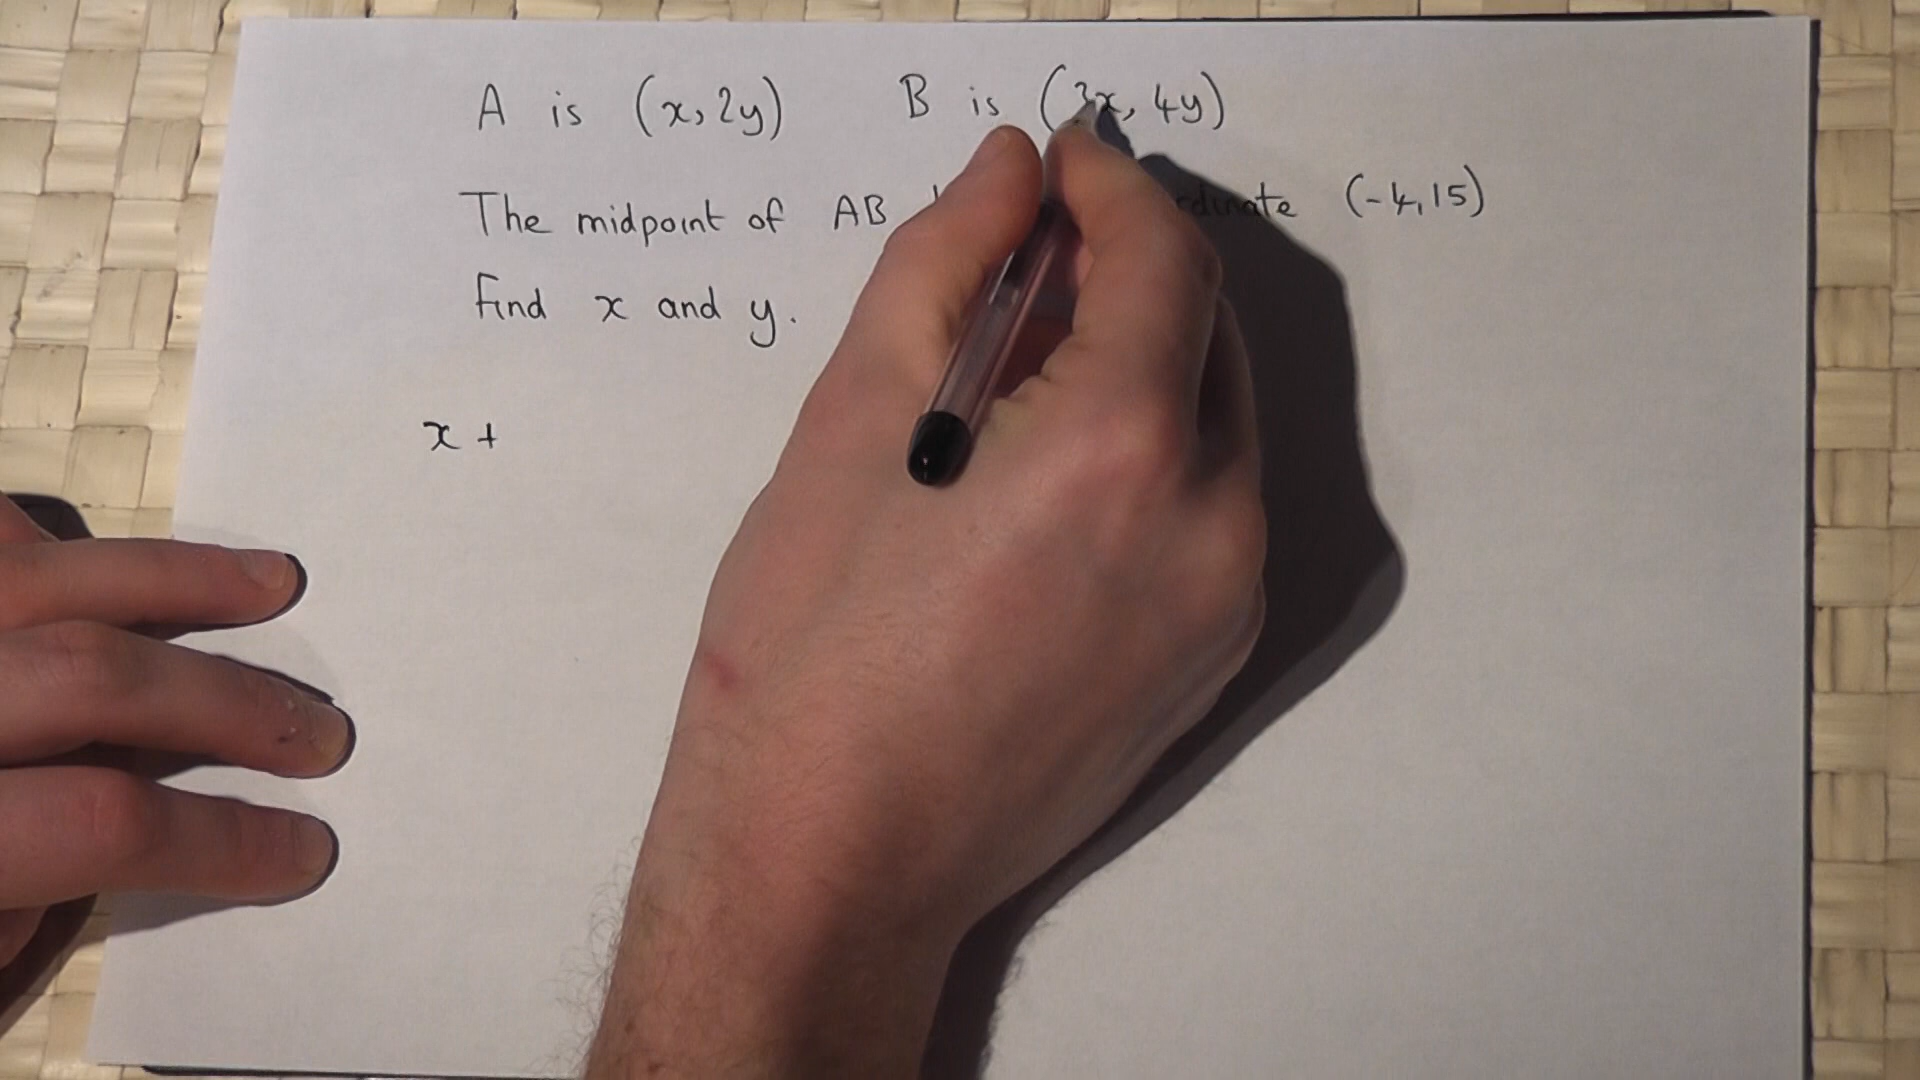 A is (x, 2y) B is (3x, 4y)
The midpoint of AB (-4, 15)
Find x and y.
x +